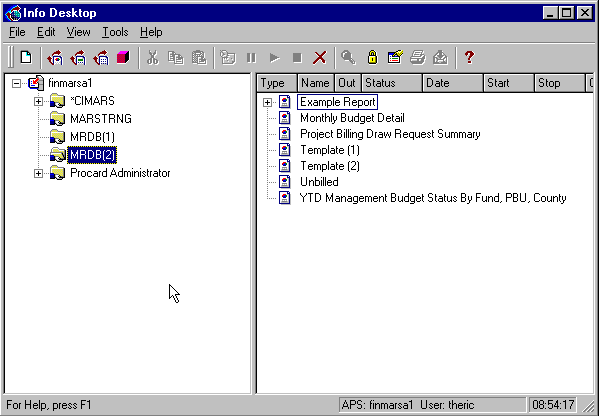 Info Desktop
File Edit View Tools Help
finmarsa1
*CIMARS
MARSTRNG
MRDB(1)
MRDB(2)
Procard Administrator
Type Name Out Status Date Start Stop
Example Report
Monthly Budget Detail
Project Billing Draw Request Summary
Template (1)
Template (2)
Unbilled
YTD Management Budget Status By Fund, PBU, County
For Help, press F1
APS: finmarsa1 User: theric
08:54:17